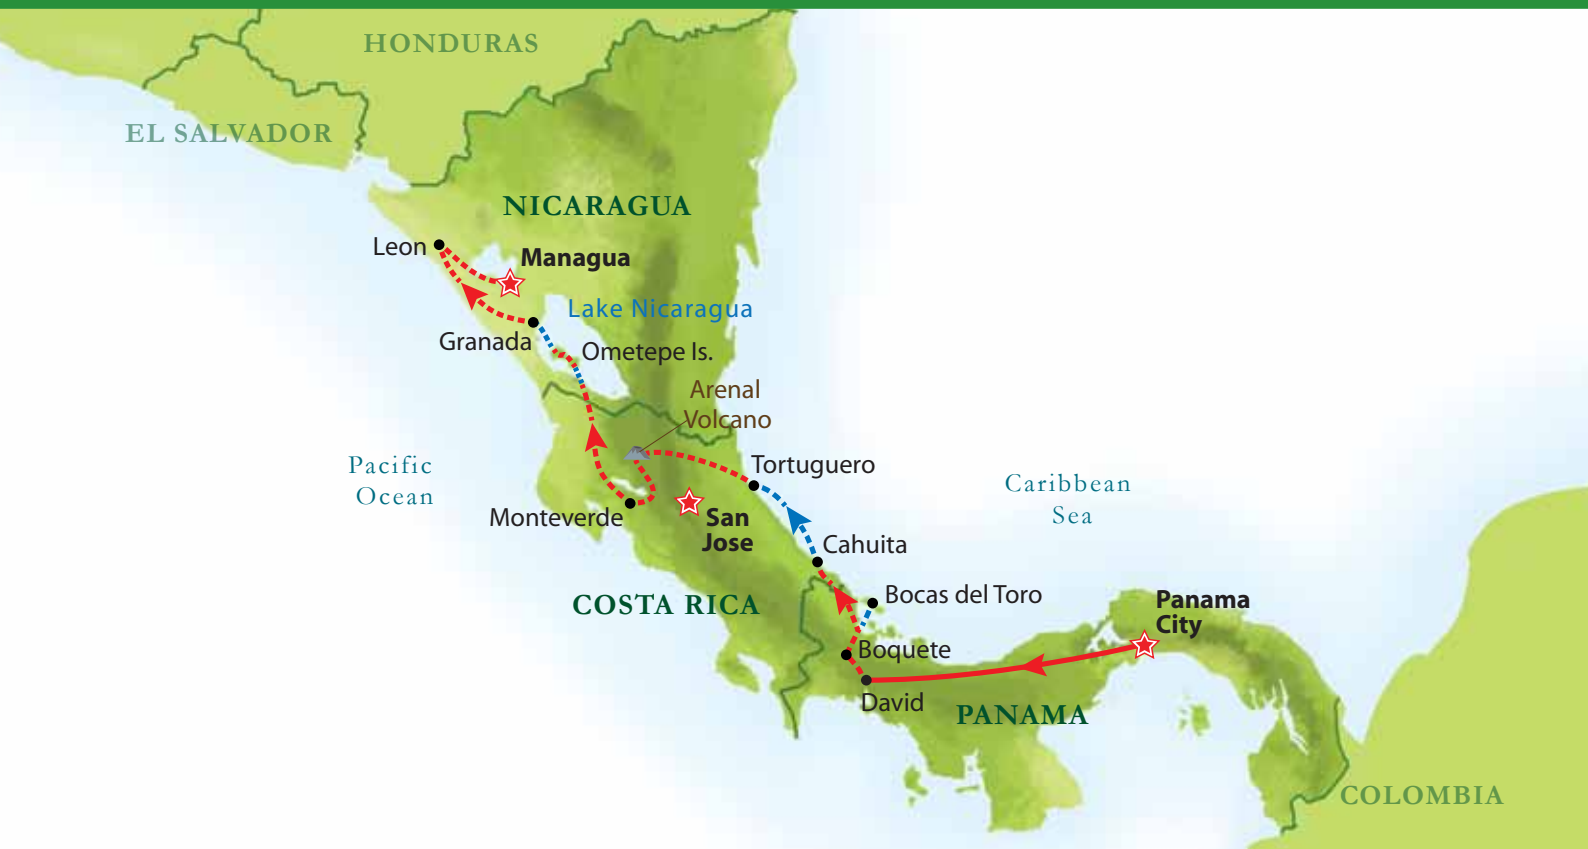 HONDURAS
EL SALVADOR
NICARAGUA
Leon
Managua
Lake Nicaragua
Granada
Ometepe Is.
Arenal
Volcano
Pacific
Ocean
Tortuguero
Caribbean
Sea
Monteverde
San
Jose
Cahuita
COSTA RICA
Bocas del Toro
Panama
City
Boquete
David
PANAMA
COLOMBIA